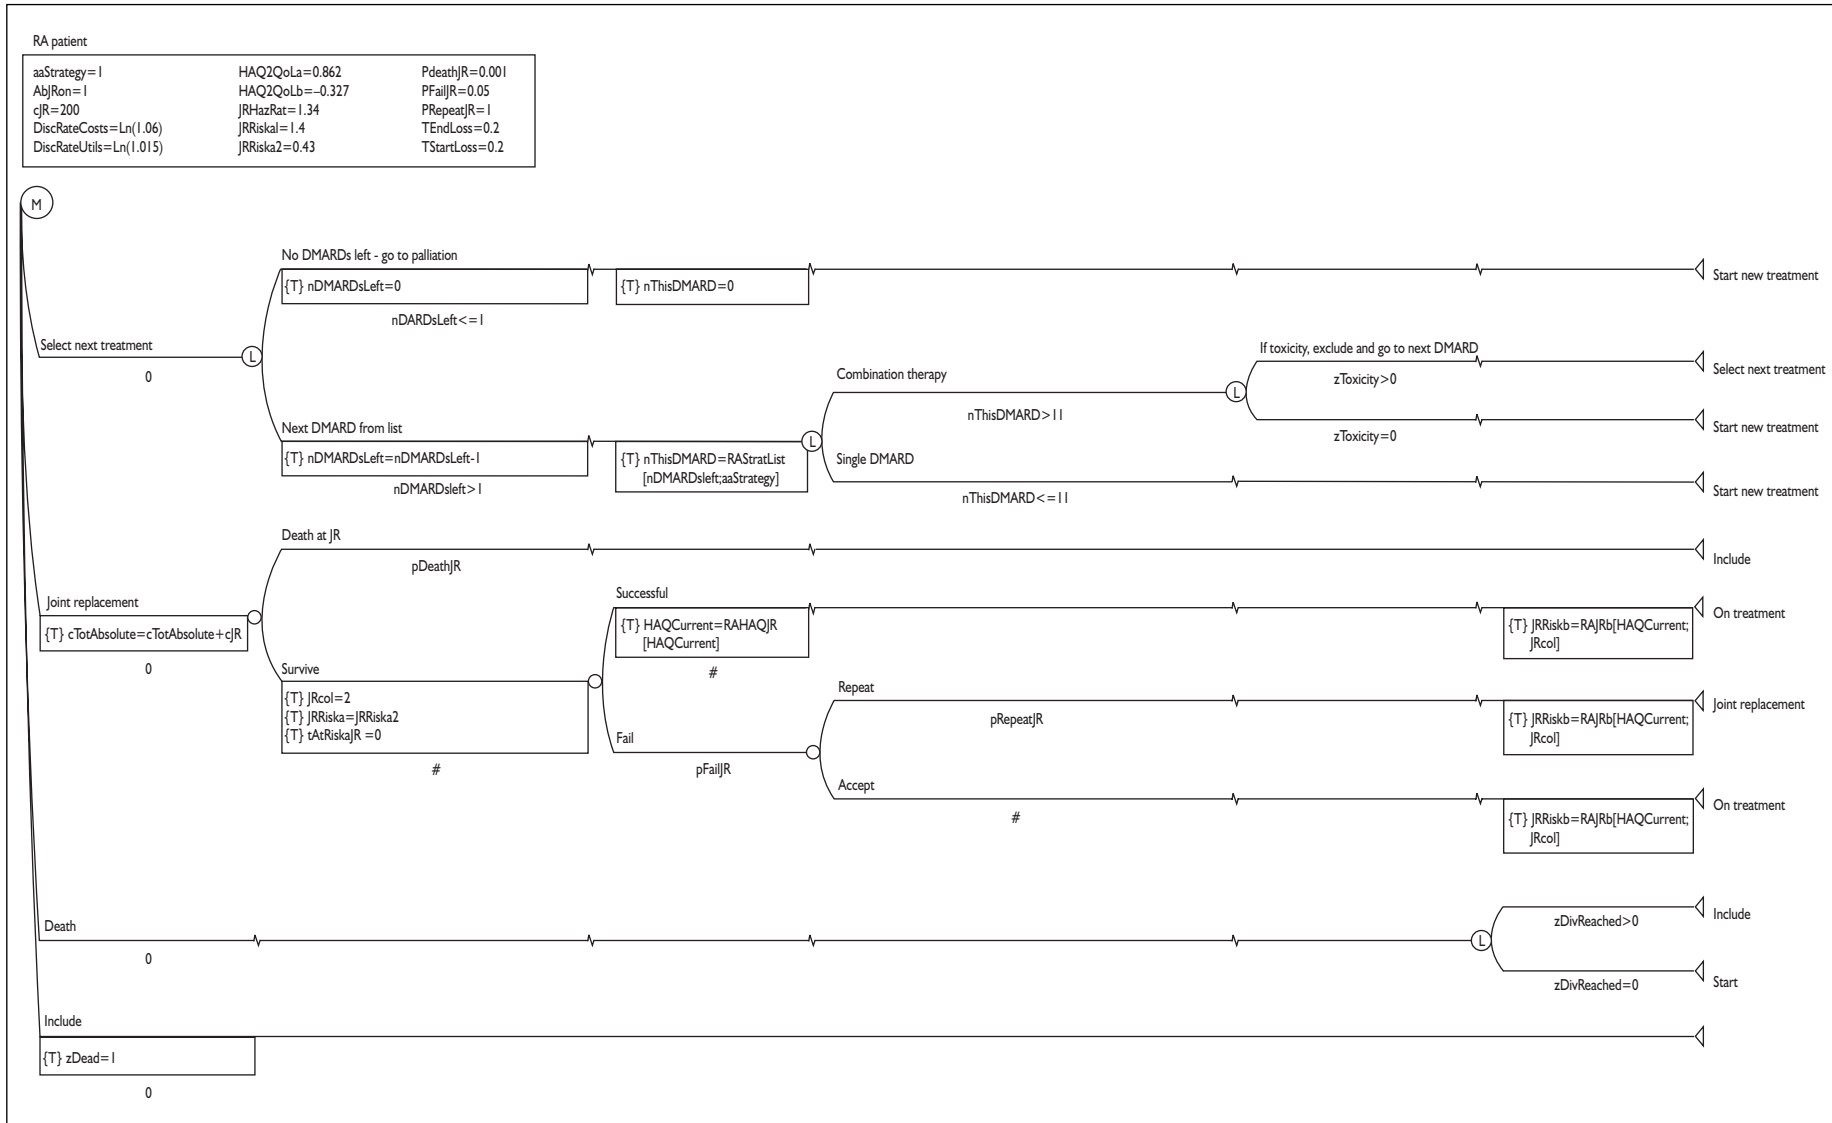 RA patient
aaStrategy=1 HAQ2QoLa=0.862 PdeathJR=0.001
AbJRon=1 HAQ2QoLb=–0.327 PFailJR=0.05
cJR=200 JRHazRat=1.34 PRepeatJR=1
DiscRateCosts=Ln(1.06) JRRiskal=1.4 TEndLoss=0.2
DiscRateUtils=Ln(1.015) JRRiska2=0.43 TStartLoss=0.2
M
No DMARDs left - go to palliation
{T} nDMARDsLeft=0
{T} nThisDMARD=0
Start new treatment
nDARDsLeft<=1
Select next treatment
L
0
If toxicity, exclude and go to next DMARD
Select next treatment
zToxicity>0
Combination therapy
L
nThisDMARD>11
zToxicity=0
Start new treatment
Next DMARD from list
{T} nDMARDsLeft=nDMARDsLeft-1
nDMARDsleft>1
{T} nThisDMARD=RAStratList
[nDMARDsleft;aaStrategy]
L
Single DMARD
nThisDMARD<=11
Start new treatment
Death at JR
pDeathJR
Include
Joint replacement
{T} cTotAbsolute=cTotAbsolute+cJR
0
Successful
{T} HAQCurrent=RAHAQJR
[HAQCurrent]
#
{T} JRRiskb=RAJRb[HAQCurrent;
JRcol]
On treatment
Survive
{T} JRcol=2
{T} JRRiska=JRRiska2
{T} tAtRiskaJR =0
#
Repeat
pRepeatJR
{T} JRRiskb=RAJRb[HAQCurrent;
JRcol]
Joint replacement
Fail
pFailJR
Accept
#
{T} JRRiskb=RAJRb[HAQCurrent;
JRcol]
On treatment
Death
0
L
zDivReached>0
Include
zDivReached=0
Start
Include
{T} zDead=1
0